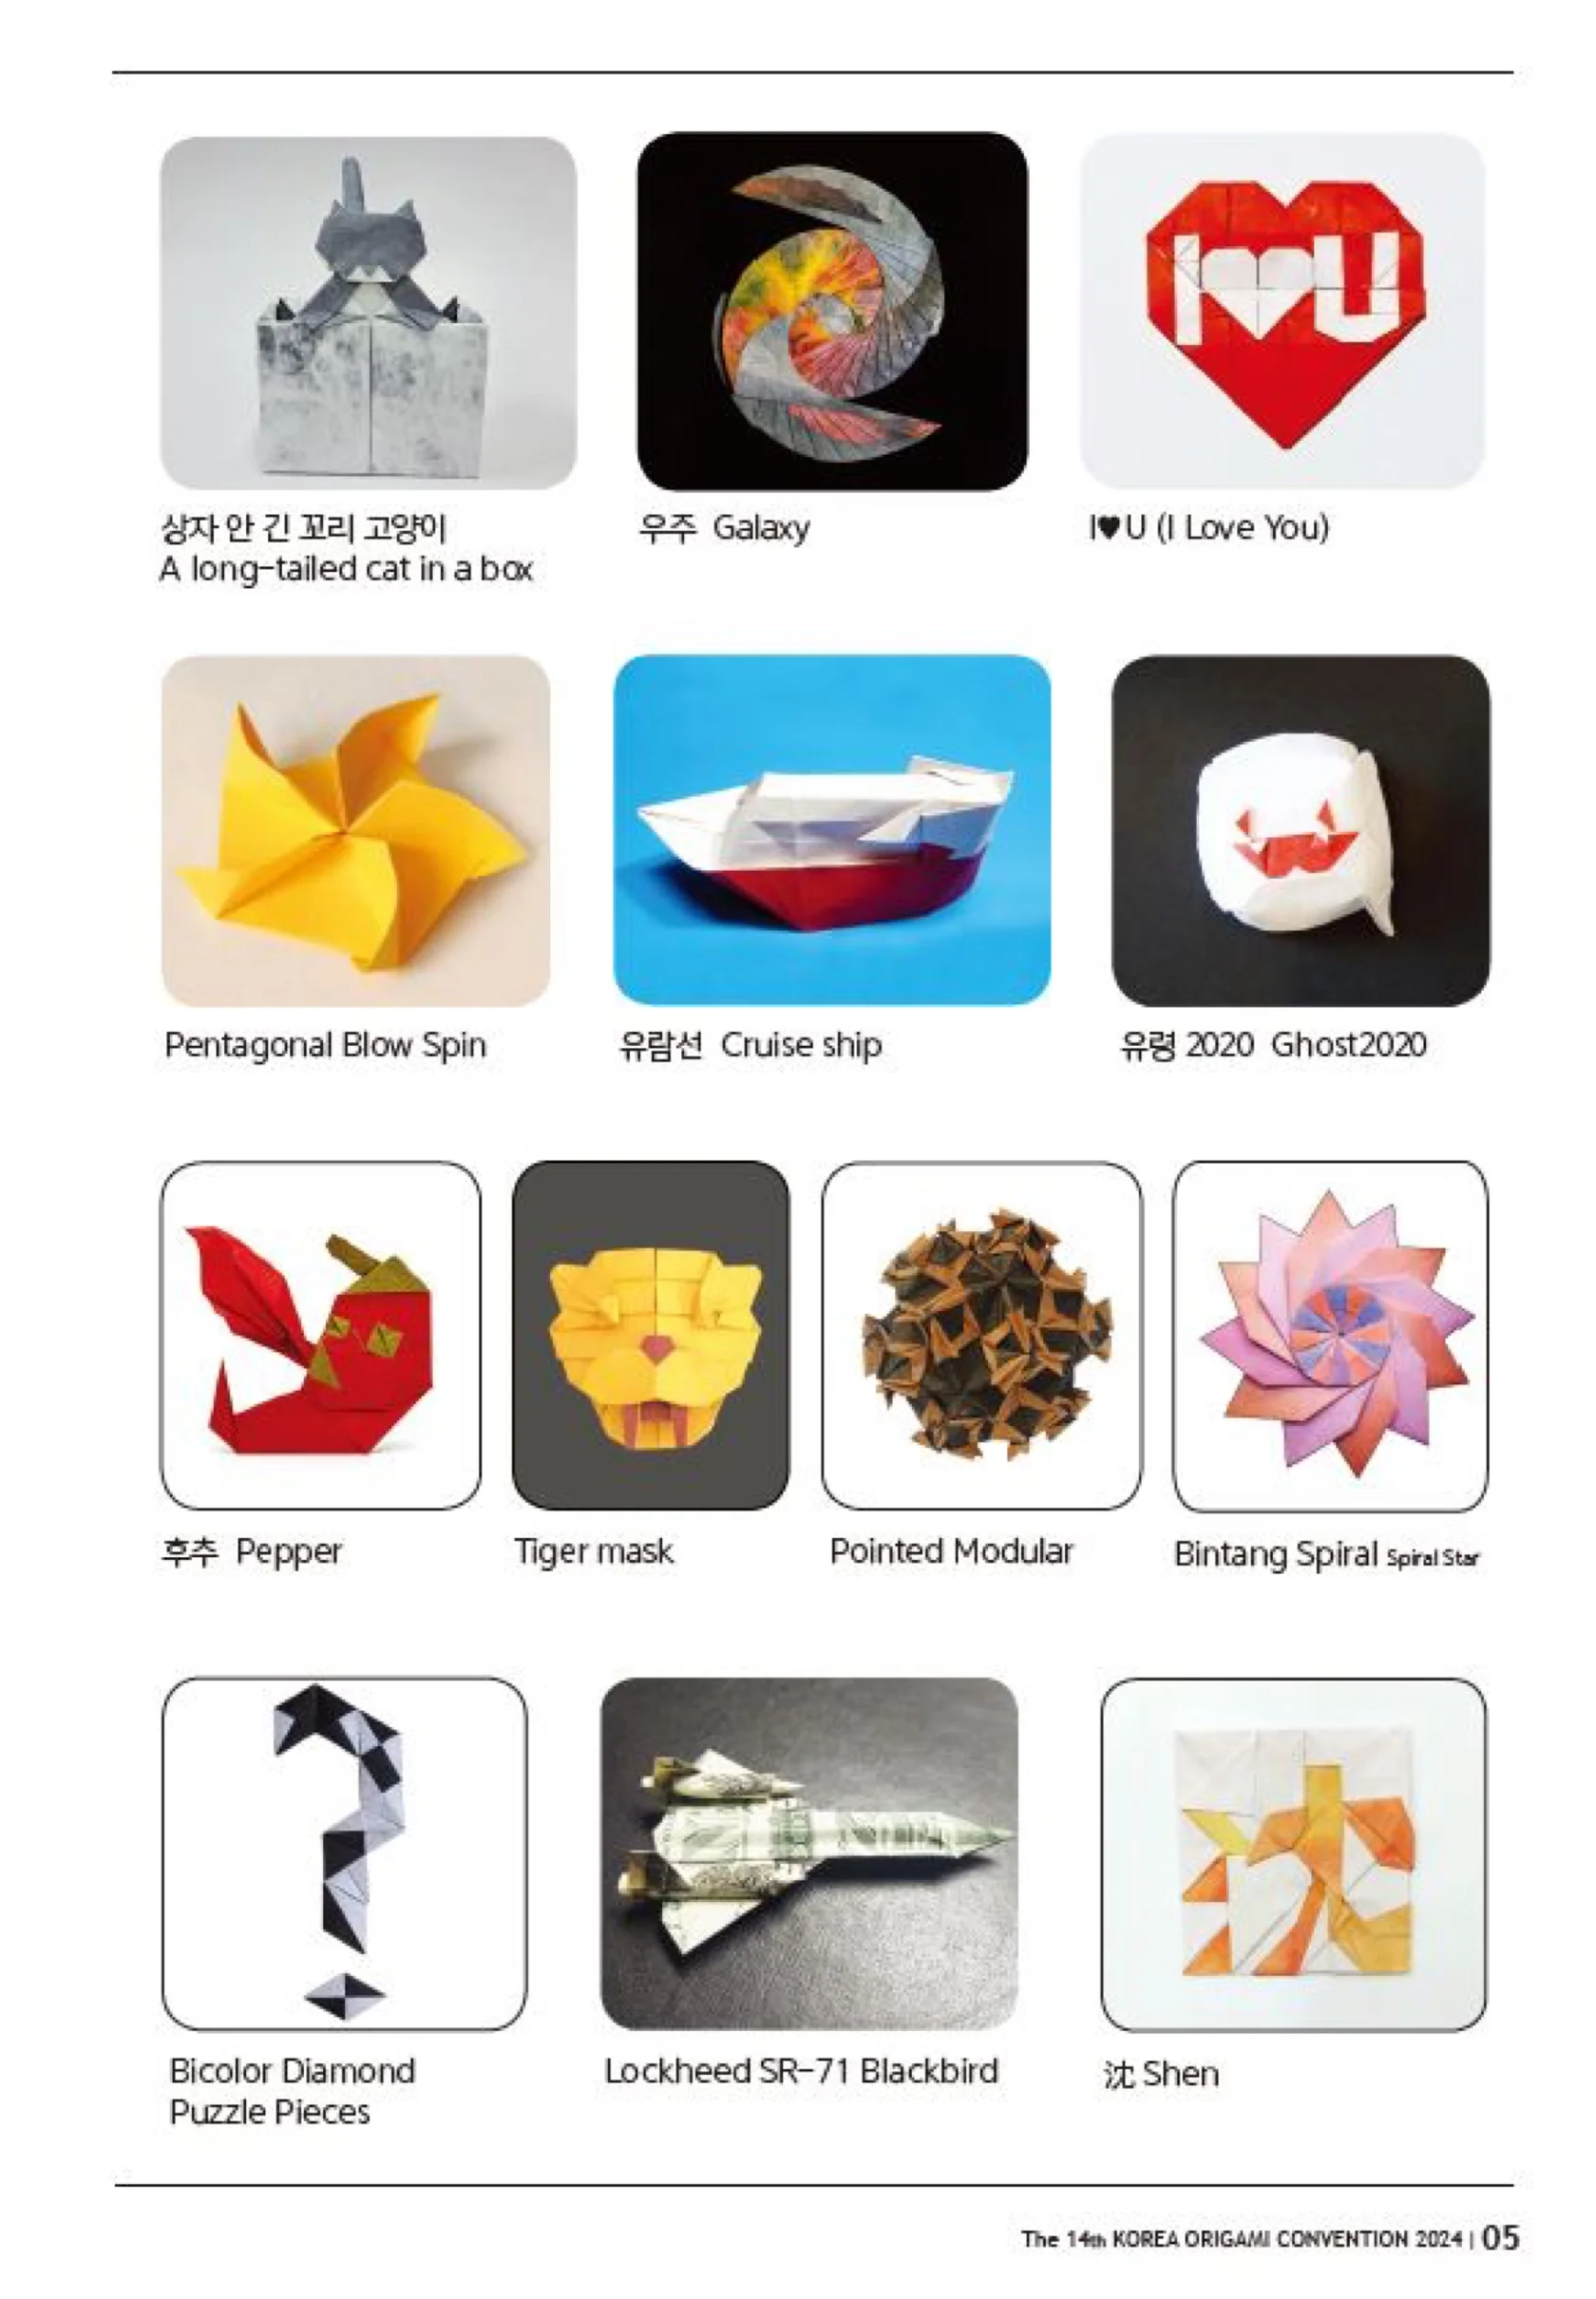 상자 안 긴 꼬리 고양이
A long-tailed cat in a box
우주 Galaxy
I♥U (I Love You)
Pentagonal Blow Spin
유람선 Cruise ship
유령 2020 Ghost2020
후추 Pepper
Tiger mask
Pointed Modular
Bintang Spiral Spiral Star
Bicolor Diamond
Puzzle Pieces
Lockheed SR-71 Blackbird
沈 Shen
The 14th KOREA ORIGAMI CONVENTION 2024 | 05